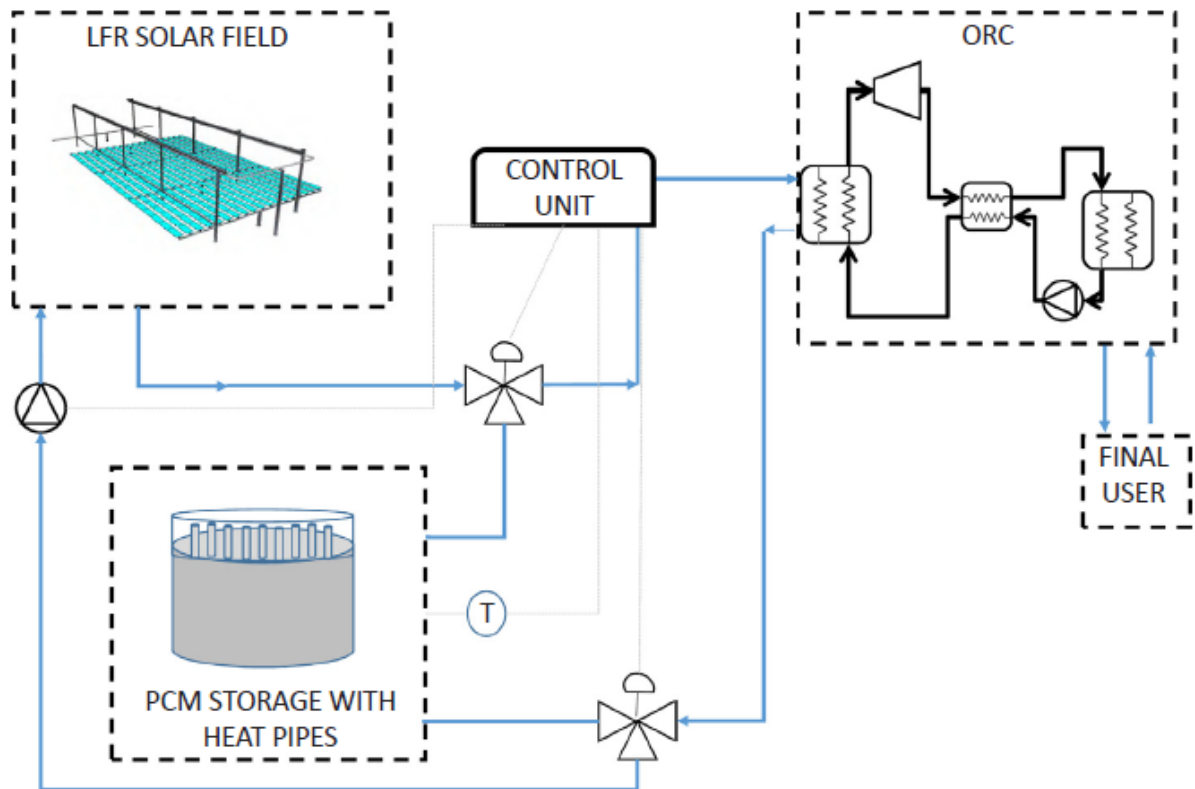 LFR SOLAR FIELD
ORC
CONTROL
UNIT
FINAL
USER
T
PCM STORAGE WITH
HEAT PIPES